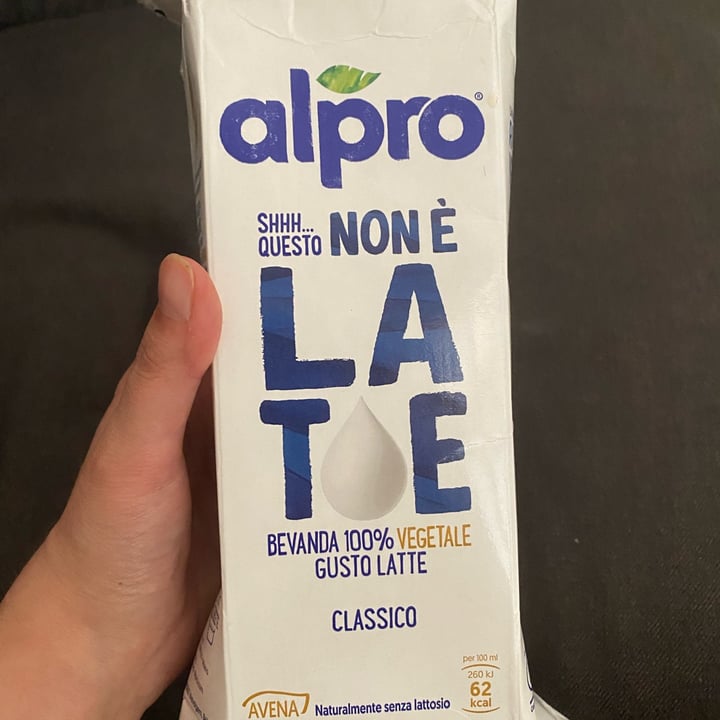 alpro®
SHHH... QUESTO NON È
LA
T E
BEVANDA 100% VEGETALE
GUSTO LATTE
CLASSICO
per 100 ml
260 kJ
62
kcal
AVENA
Naturalmente senza lattosio